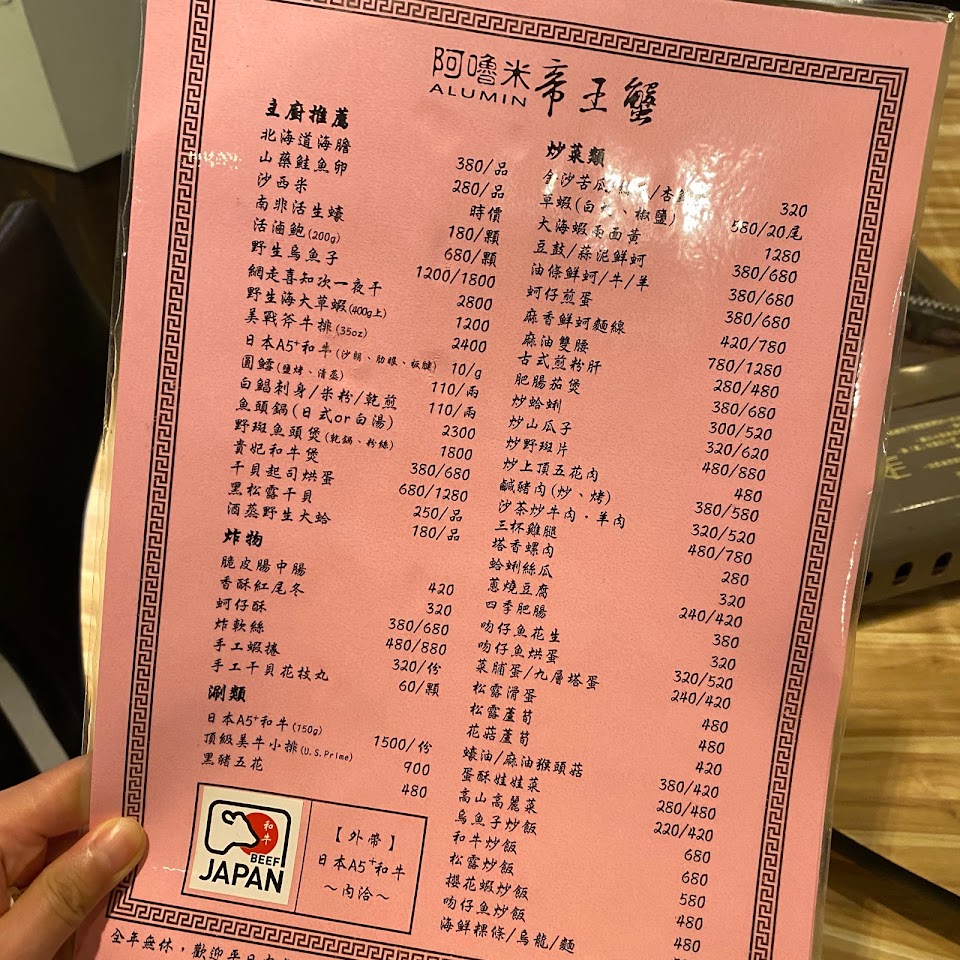 阿嚕米
ALUMIN
帝王蟹
主廚推薦
北海道海膽 380/品
山藥鮭魚卵 280/品
沙西米 時價
南非活生蠔 180/顆
活滷鮑(200g) 680/顆
野生烏魚子 1200/1800
網走喜知次一夜干 2800
野生海大草蝦(400g上) 1200
美戰斧牛排(35oz) 2400
日本A5⁺和牛(沙朗、肋眼、板腱) 10/g
圓鱈(鹽烤、清蒸) 110/兩
白鯧刺身/米粉/乾煎 110/兩
魚頭鍋(日式or白湯) 2300
野斑魚頭煲(乾鍋、粉絲) 1800
貴妃和牛煲 380/680
干貝起司烘蛋 680/1280
黑松露干貝 250/品
酒蒸野生大蛤 180/品
炸物
脆皮腸中腸 420
香酥紅尾冬 320
蚵仔酥 380/680
炸軟絲 480/880
手工蝦捲 320/份
手工干貝花枝丸 60/顆
涮類
日本A5⁺和牛(150g) 1500/份
頂級美牛小排(U.S.Prime) 900
黑豬五花 480
和牛
BEEF
JAPAN
【外帶】
日本A5⁺和牛
~內洽~
炒菜類
金沙苦瓜 320
草蝦(白灼、椒鹽) 580/20尾
大海蝦兩面黃 1280
豆鼓/蒜泥鮮蚵 380/680
油條鮮蚵/牛/羊 380/680
蚵仔煎蛋 380/680
麻香鮮蚵麵線 420/780
麻油雙腰 780/1280
古式煎粉肝 280/480
肥腸茄煲 380/680
炒蛤蜊 300/520
炒山瓜子 320/620
炒野斑片 480/880
炒上頂五花肉 480
鹹豬肉(炒、烤) 380/580
沙茶炒牛肉·羊肉 320/520
三杯雞腿 480/780
塔香螺肉 280
蛤蜊絲瓜 320
蔥燒豆腐 240/420
四季肥腸 380
吻仔魚花生 320
吻仔魚烘蛋 320/520
菜脯蛋/九層塔蛋 240/420
松露滑蛋 480
松露蘆筍 480
花菇蘆筍 420
蠔油/麻油猴頭菇 380/420
蛋酥娃娃菜 280/480
高山高麗菜 220/420
烏魚子炒飯 680
和牛炒飯 680
松露炒飯 580
櫻花蝦炒飯 480
吻仔魚炒飯 480
海鮮粿條/烏龍/麵
全年無休，歡迎平日